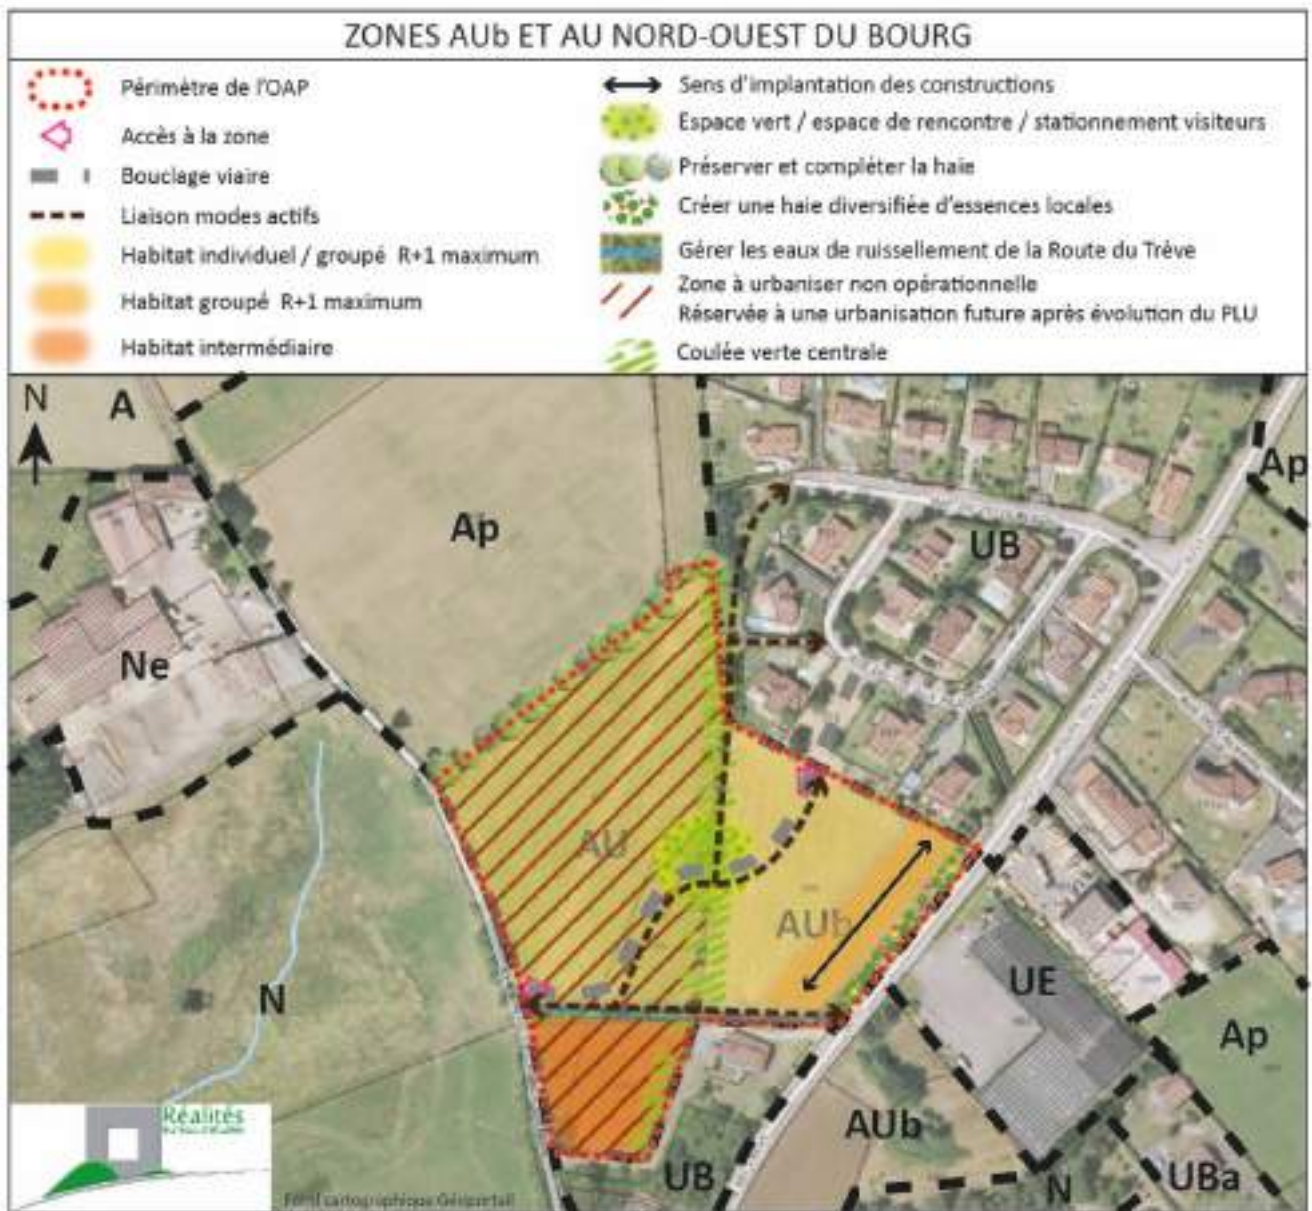 ZONES AUb ET AU NORD-OUEST DU BOURG
Périmètre de l'OAP
Accès à la zone
Bouclage viaire
Liaison modes actifs
Habitat individuel / groupé R+1 maximum
Habitat groupé R+1 maximum
Habitat intermédiaire
Sens d'implantation des constructions
Espace vert / espace de rencontre / stationnement visiteurs
Préserver et compléter la haie
Créer une haie diversifiée d'essences locales
Gérer les eaux de ruissellement de la Route du Trève
Zone à urbaniser non opérationnelle
Réservée à une urbanisation future après évolution du PLU
Coulée verte centrale
N
A
Ap
Ap
UB
Ne
AU
AUb
N
UE
Ap
AUb
UB
N
UBa
Réalités
Fond cartographique Géoportail